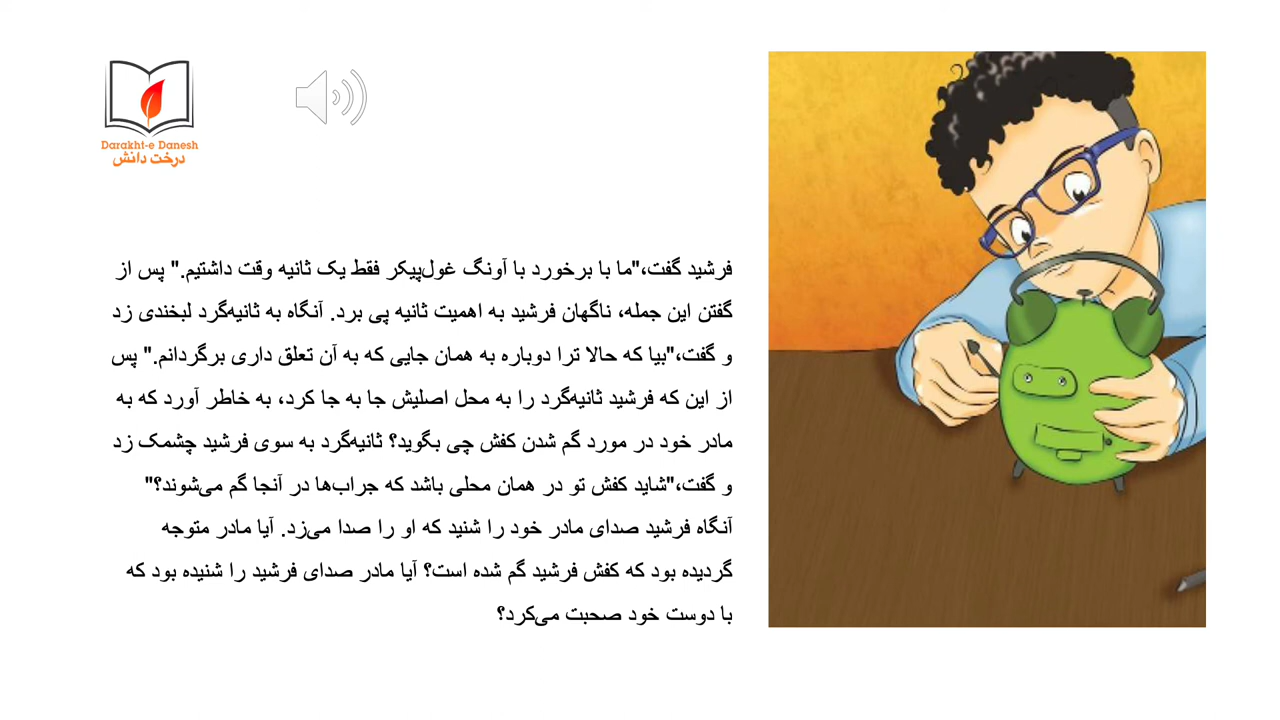 Darakht-e Danesh
درخت دانش
فرشید گفت،"ما با برخورد با آونگ غول‌پیکر فقط یک ثانیه وقت داشتیم." پس از
گفتن این جمله، ناگهان فرشید به اهمیت ثانیه پی برد. آنگاه به ثانیه‌گرد لبخندی زد
و گفت،"بیا که حالا ترا دوباره به همان جایی که به آن تعلق داری برگردانم." پس
از این که فرشید ثانیه‌گرد را به محل اصلیش جا به جا کرد، به خاطر آورد که به
مادر خود در مورد گم شدن کفش چی بگوید؟ ثانیه‌گرد به سوی فرشید چشمک زد
و گفت،"شاید کفش تو در همان محلی باشد که جراب‌ها در آنجا گم می‌شوند؟"
آنگاه فرشید صدای مادر خود را شنید که او را صدا می‌زد. آیا مادر متوجه
گردیده بود که کفش فرشید گم شده است؟ آیا مادر صدای فرشید را شنیده بود که
با دوست خود صحبت می‌کرد؟